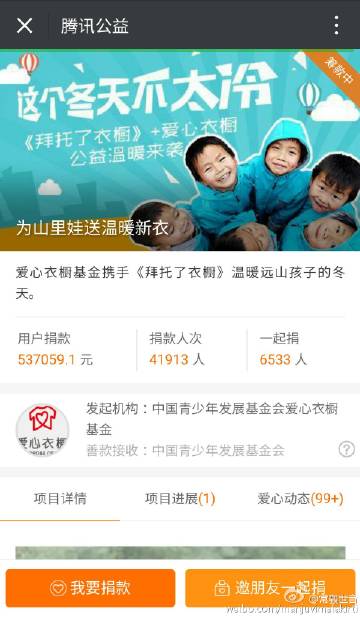 腾讯公益
筹款中
这个冬天不太冷
《拜托了衣橱》+爱心衣橱
公益温暖来袭
为山里娃送温暖新衣
爱心衣橱基金携手《拜托了衣橱》温暖远山孩子的冬
天。
用户捐款
捐款人次
一起捐
537059.1 元
41913 人
6533 人
爱心衣橱
发起机构：中国青少年发展基金会爱心衣橱
基金
善款接收：中国青少年发展基金会
项目详情
项目进展(1)
爱心动态(99+)
我要捐款
邀朋友一起捐